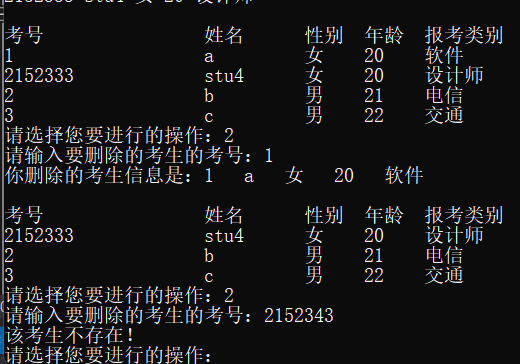 2152333 stu4 女 20 设计师
考号 姓名 性别 年龄 报考类别
1 a 女 20 软件
2152333 stu4 女 20 设计师
2 b 男 21 电信
3 c 男 22 交通
请选择您要进行的操作：2
请输入要删除的考生的考号：1
你删除的考生信息是：1 a 女 20 软件
考号 姓名 性别 年龄 报考类别
2152333 stu4 女 20 设计师
2 b 男 21 电信
3 c 男 22 交通
请选择您要进行的操作：2
请输入要删除的考生的考号：2152343
该考生不存在！
请选择您要进行的操作：